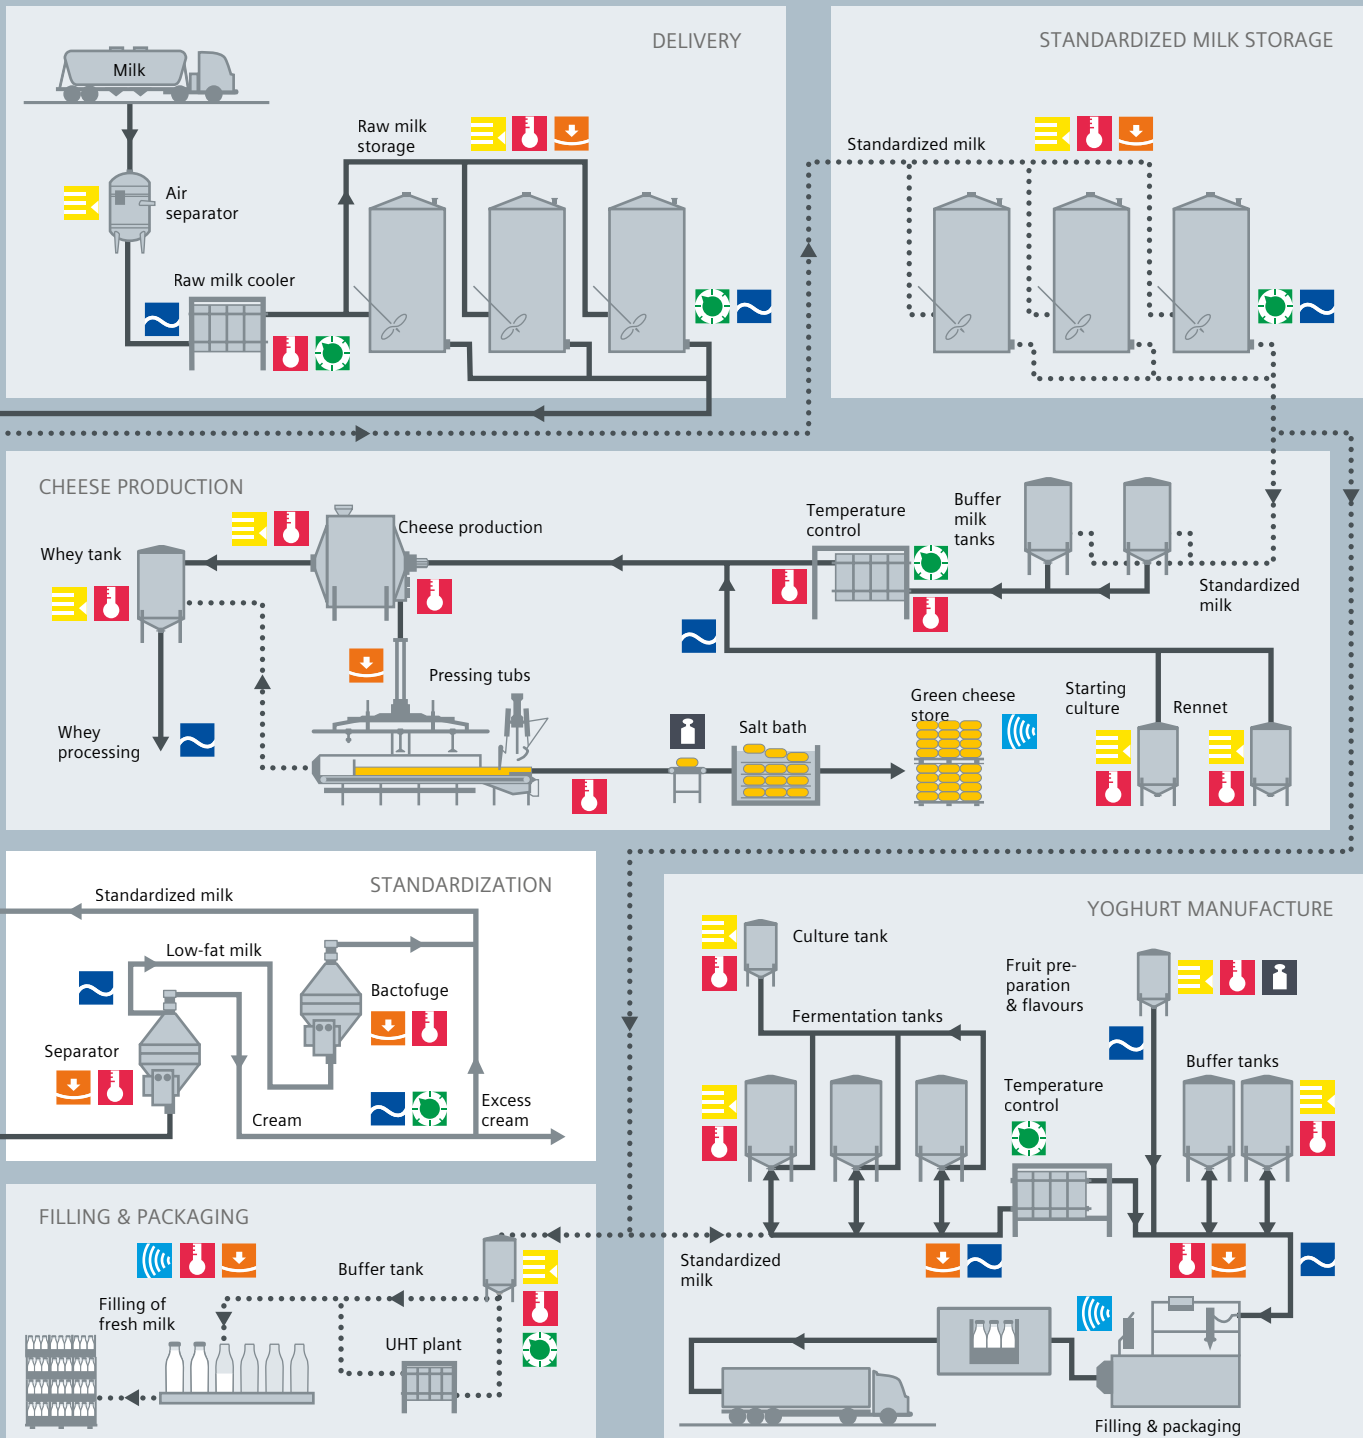 DELIVERY
Milk
Raw milk
storage
Air
separator
Raw milk cooler
STANDARDIZED MILK STORAGE
Standardized milk
CHEESE PRODUCTION
Whey tank
Cheese production
Temperature
control
Buffer
milk
tanks
Standardized
milk
Pressing tubs
Whey
processing
Salt bath
Green cheese
store
Starting
culture
Rennet
STANDARDIZATION
Standardized milk
Low-fat milk
Bactofuge
Separator
Cream
Excess
cream
YOGHURT MANUFACTURE
Culture tank
Fruit pre-
paration
& flavours
Fermentation tanks
Temperature
control
Buffer tanks
Standardized
milk
Filling & packaging
FILLING & PACKAGING
Buffer tank
Filling of
fresh milk
UHT plant